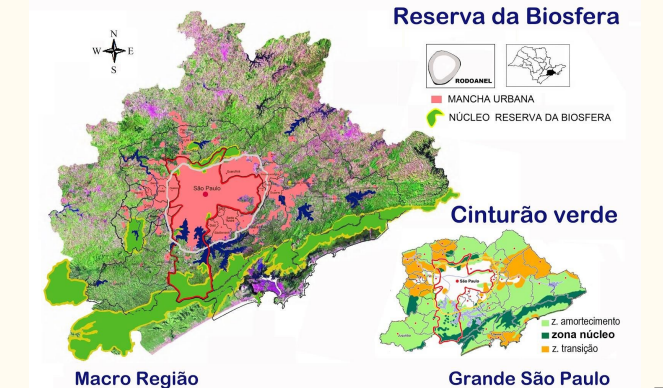 Reserva da Biosfera
N
W E
S
RODOANEL
MANCHA URBANA
NÚCLEO RESERVA DA BIOSFERA
São Paulo
Cinturão verde
São Paulo
z. amortecimento
zona núcleo
z. transição
Macro Região
Grande São Paulo